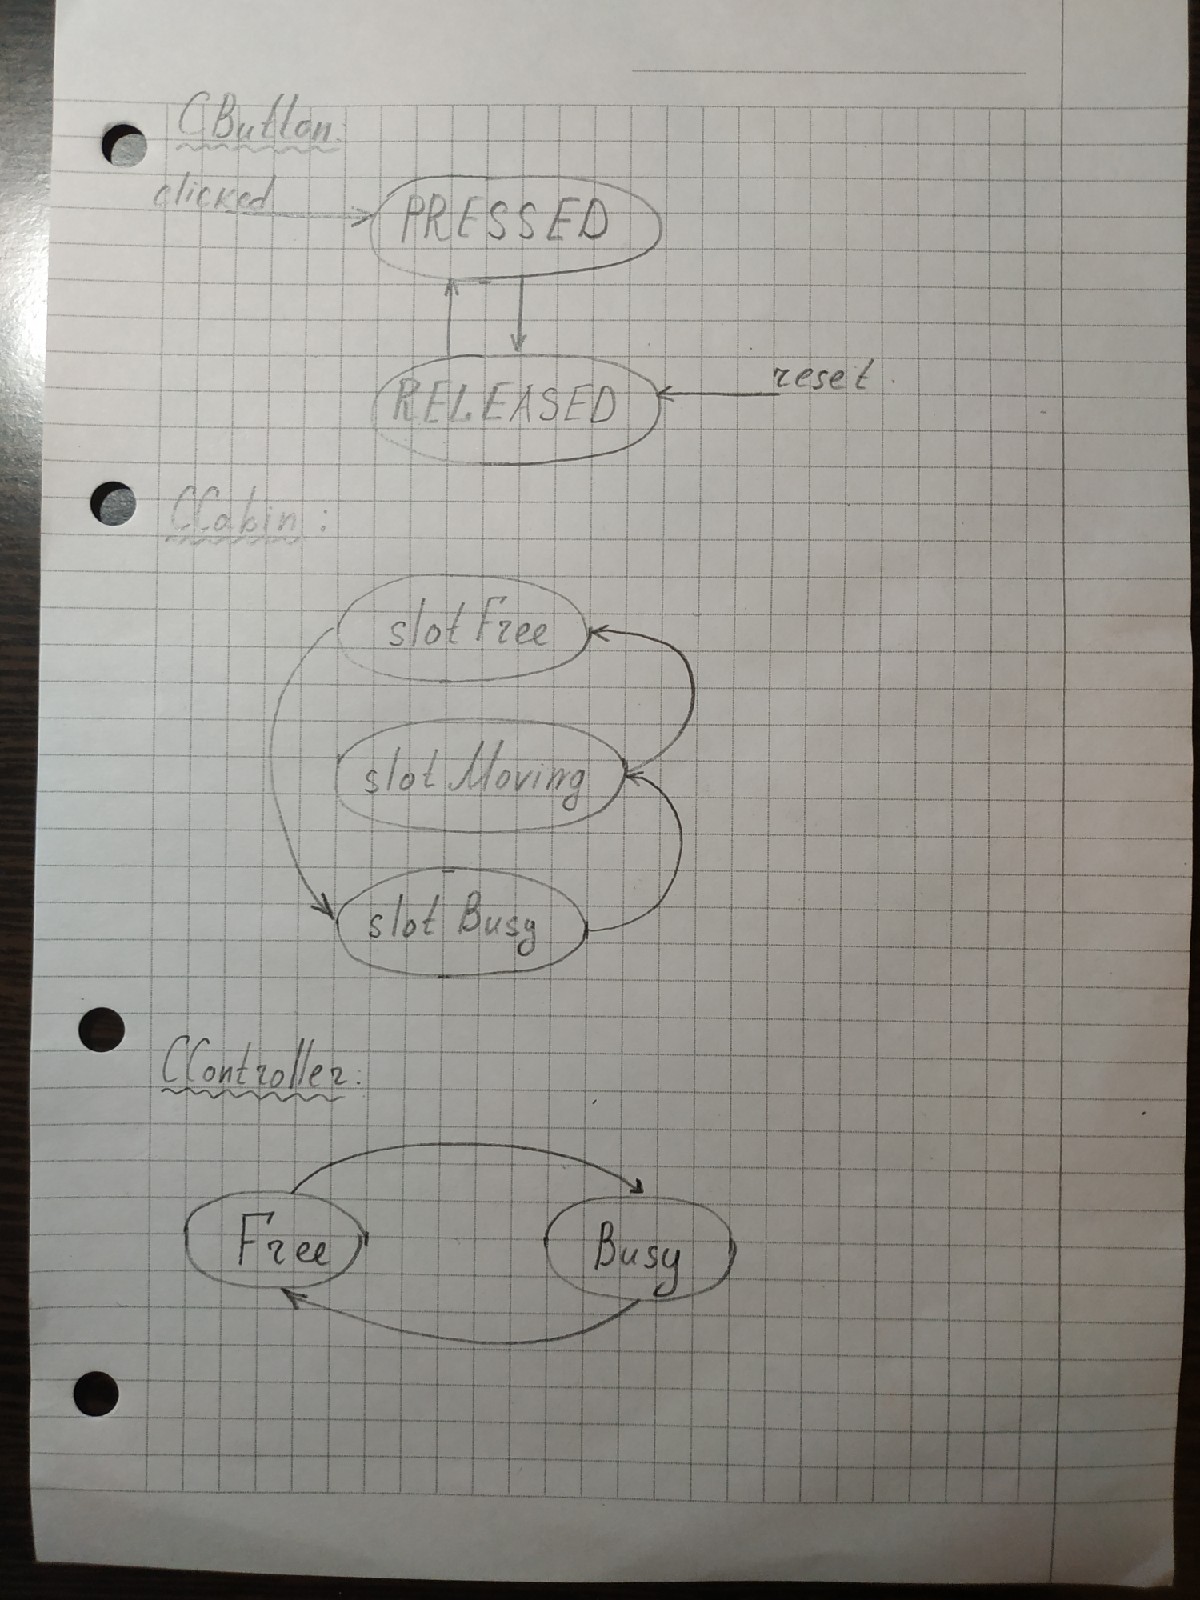 CButton:
clicked
PRESSED
reset
RELEASED
CCabin:
slot Free
slot Moving
slot Busy
CController:
Free
Busy